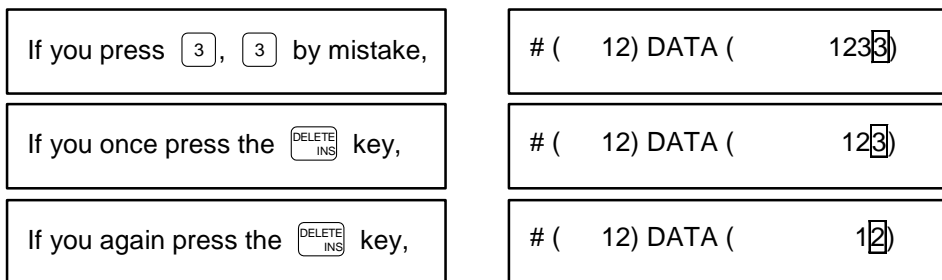 If you press 3, 3 by mistake,
# ( 12) DATA ( 1233)
If you once press the DELETE INS key,
# ( 12) DATA ( 123)
If you again press the DELETE INS key,
# ( 12) DATA ( 12)